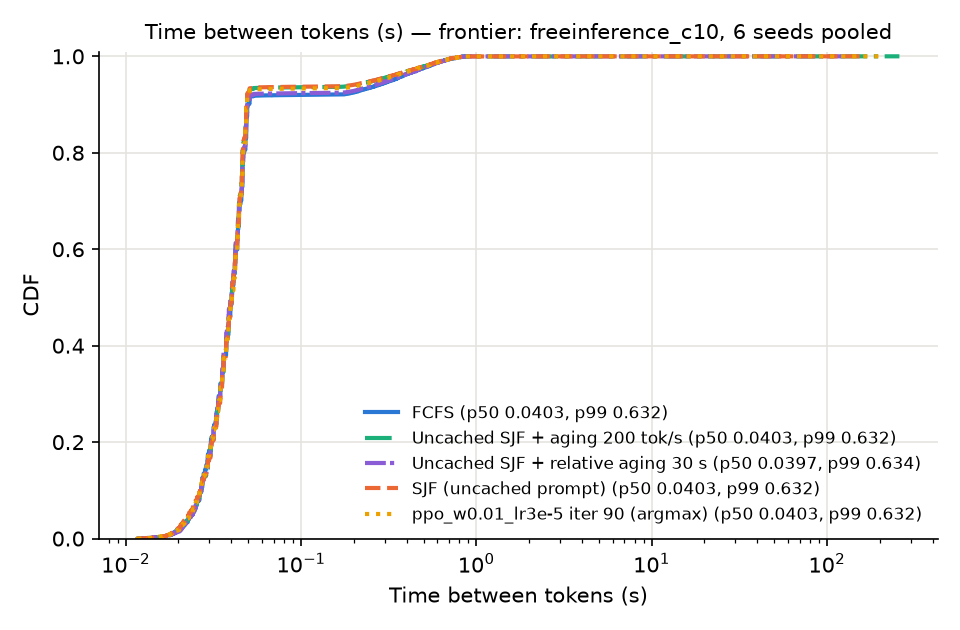 Time between tokens (s) — frontier: freeinference_c10, 6 seeds pooled
1.0
0.8
0.6
0.4
0.2
0.0
CDF
FCFS (p50 0.0403, p99 0.632)
Uncached SJF + aging 200 tok/s (p50 0.0403, p99 0.632)
Uncached SJF + relative aging 30 s (p50 0.0397, p99 0.634)
SJF (uncached prompt) (p50 0.0403, p99 0.632)
ppo_w0.01_lr3e-5 iter 90 (argmax) (p50 0.0403, p99 0.632)
10⁻² 10⁻¹ 10⁰ 10¹ 10²
Time between tokens (s)